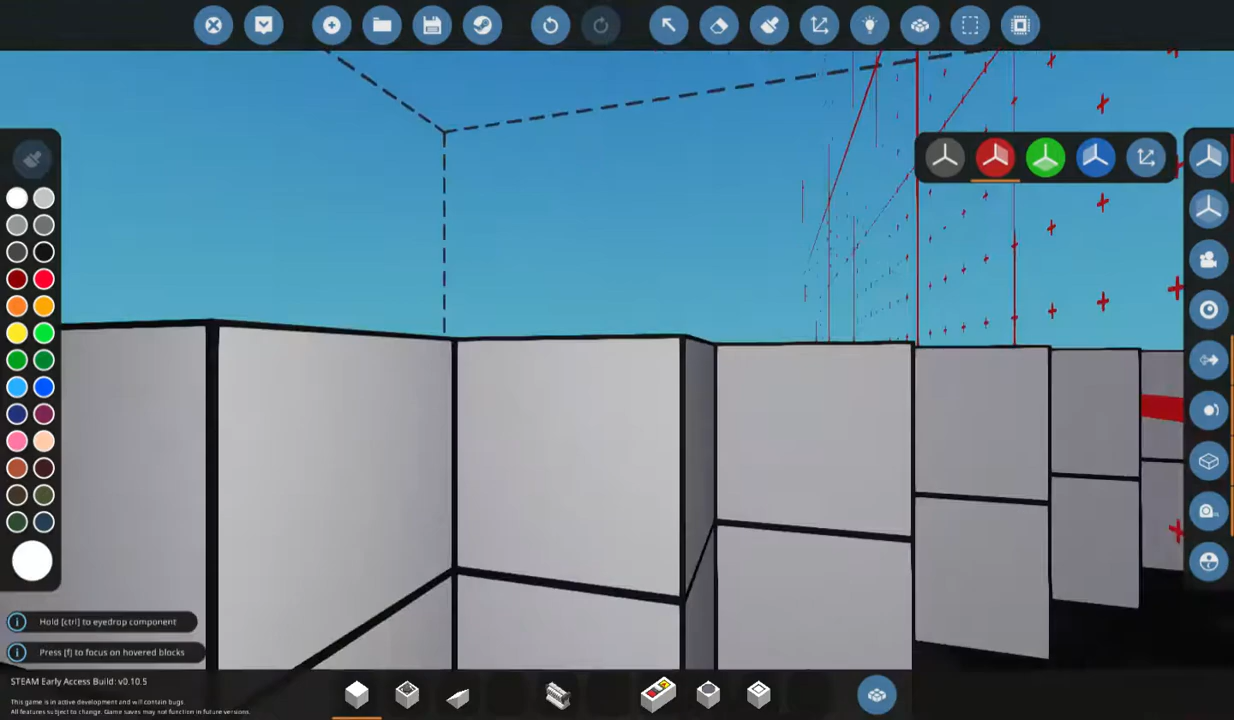 Hold [ctrl] to eyedrop component
Press [f] to focus on hovered blocks
STEAM Early Access Build: v0.10.5
This game is in active development and will contain bugs.
All features subject to change. Game saves may not function in future versions.